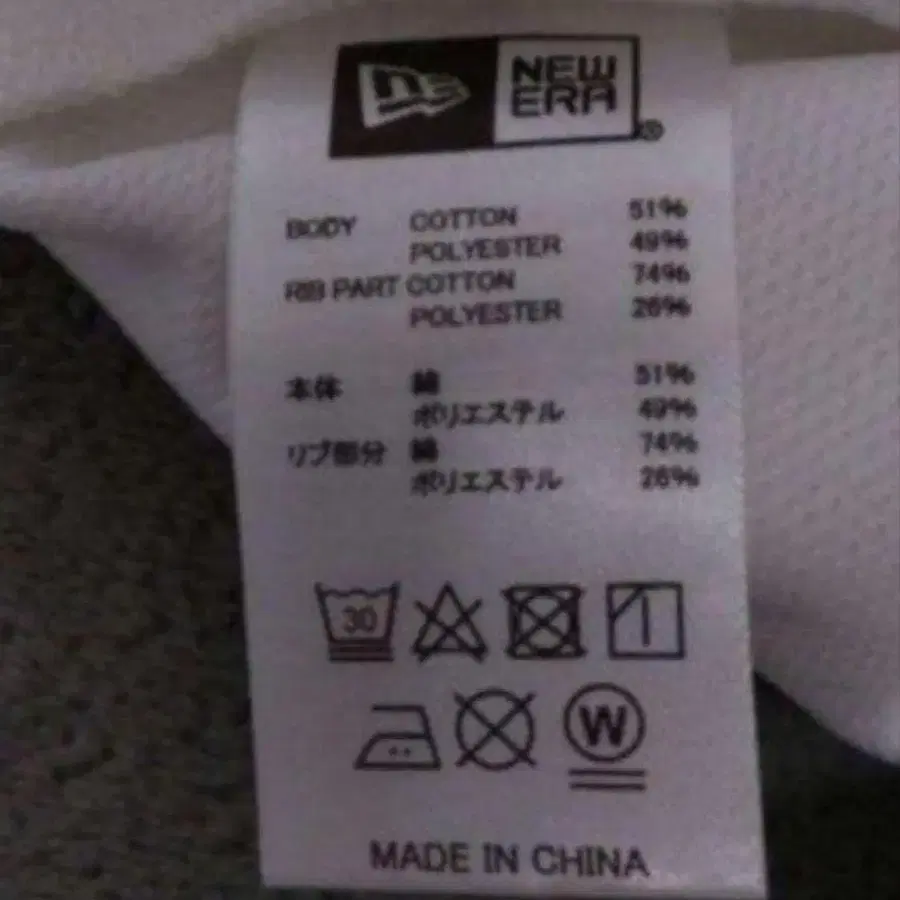 NEW ERA®
BODY COTTON 51%
POLYESTER 49%
RIB PART COTTON 74%
POLYESTER 26%
本体 綿 51%
ポリエステル 49%
リブ部分 綿 74%
ポリエステル 26%
30
W
MADE IN CHINA